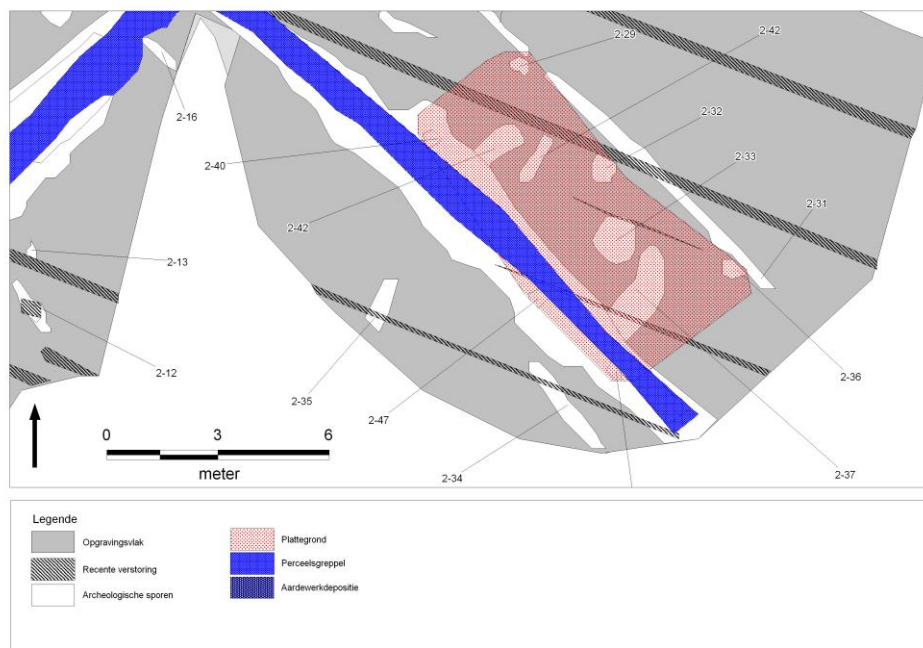 2-29
2-42
2-16
2-32
2-40
2-33
2-31
2-42
2-13
2-12
2-35
2-36
2-47
2-34
2-37
0 3 6
meter
Legende
Opgravingsvlak
Recente verstoring
Archeologische sporen
Plattegrond
Perceelsgreppel
Aardewerkdepositie